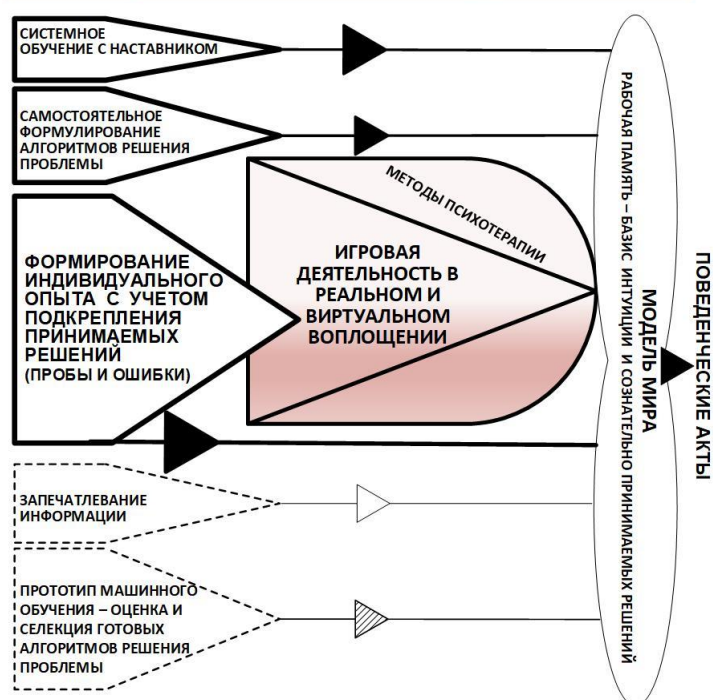 СИСТЕМНОЕ
ОБУЧЕНИЕ С НАСТАВНИКОМ
САМОСТОЯТЕЛЬНОЕ
ФОРМУЛИРОВАНИЕ
АЛГОРИТМОВ РЕШЕНИЯ
ПРОБЛЕМЫ
МЕТОДЫ ПСИХОТЕРАПИИ
ФОРМИРОВАНИЕ
ИНДИВИДУАЛЬНОГО
ОПЫТА С УЧЕТОМ
ПОДКРЕПЛЕНИЯ
ПРИНИМАЕМЫХ
РЕШЕНИЙ
(ПРОБЫ И ОШИБКИ)
ИГРОВАЯ
ДЕЯТЕЛЬНОСТЬ В
РЕАЛЬНОМ И
ВИРТУАЛЬНОМ
ВОПЛОЩЕНИИ
ЗАПЕЧАТЛЕВАНИЕ
ИНФОРМАЦИИ
ПРОТОТИП МАШИННОГО
ОБУЧЕНИЯ – ОЦЕНКА И
СЕЛЕКЦИЯ ГОТОВЫХ
АЛГОРИТМОВ РЕШЕНИЯ
ПРОБЛЕМЫ
РАБОЧАЯ ПАМЯТЬ – БАЗИС ИНТУИЦИИ И СОЗНАТЕЛЬНО ПРИНИМАЕМЫХ РЕШЕНИЙ
МОДЕЛЬ МИРА
ПОВЕДЕНЧЕСКИЕ АКТЫ